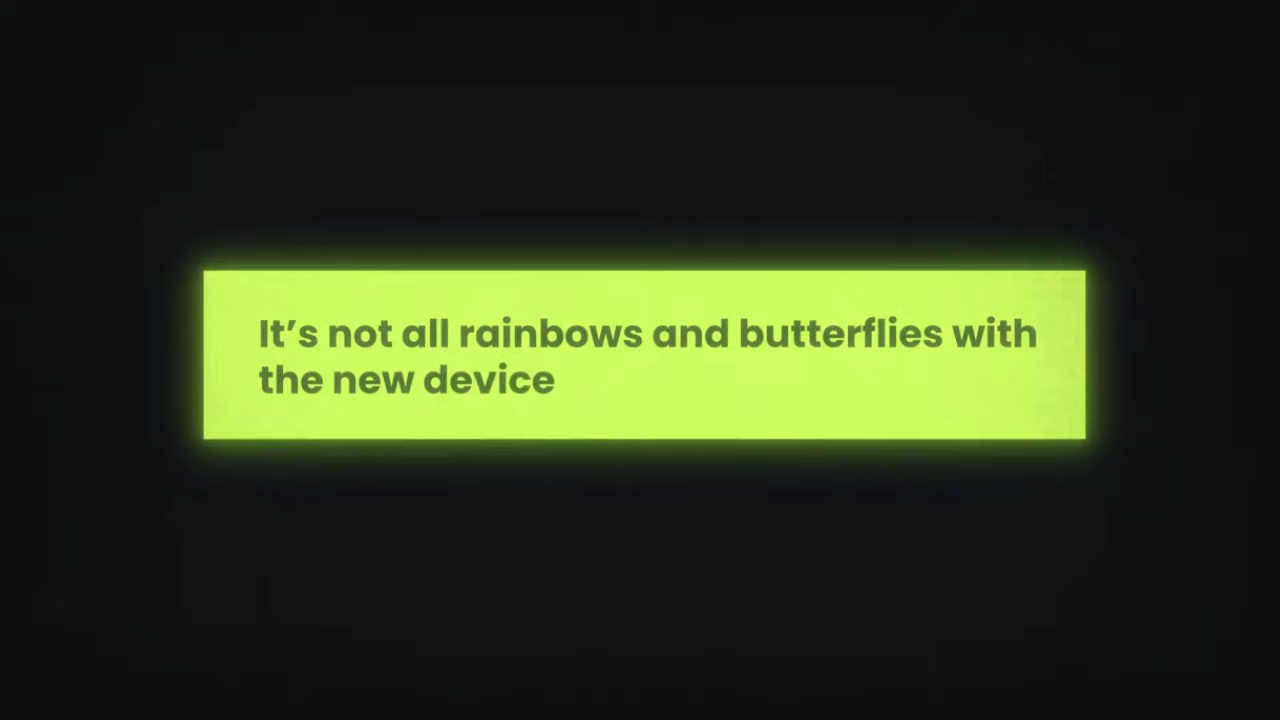 It’s not all rainbows and butterflies with
the new device